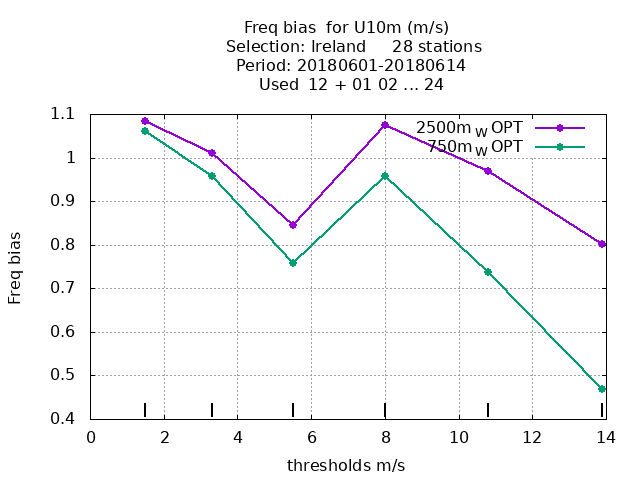 Freq bias  for U10m (m/s)
Selection: Ireland     28 stations
Period: 20180601-20180614
Used  12 + 01 02 ... 24
2500m W OPT
750m W OPT
Freq bias
1.1
1
0.9
0.8
0.7
0.6
0.5
0.4
0 2 4 6 8 10 12 14
thresholds m/s